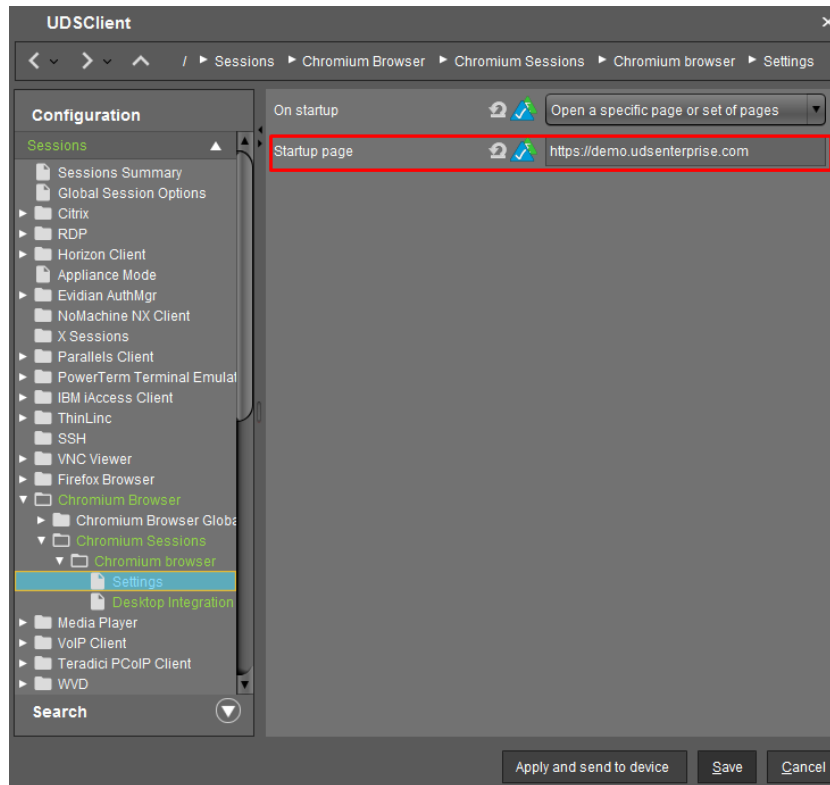 UDSClient
/ Sessions Chromium Browser Chromium Sessions Chromium browser Settings
Configuration
Sessions
Sessions Summary
Global Session Options
Citrix
RDP
Horizon Client
Appliance Mode
Evidian AuthMgr
NoMachine NX Client
X Sessions
Parallels Client
PowerTerm Terminal Emulat
IBM iAccess Client
ThinLinc
SSH
VNC Viewer
Firefox Browser
Chromium Browser
Chromium Browser Globa
Chromium Sessions
Chromium browser
Settings
Desktop Integration
Media Player
VoIP Client
Teradici PCoIP Client
WVD
Search
On startup Open a specific page or set of pages
Startup page https://demo.udsenterprise.com
Apply and send to device Save Cancel